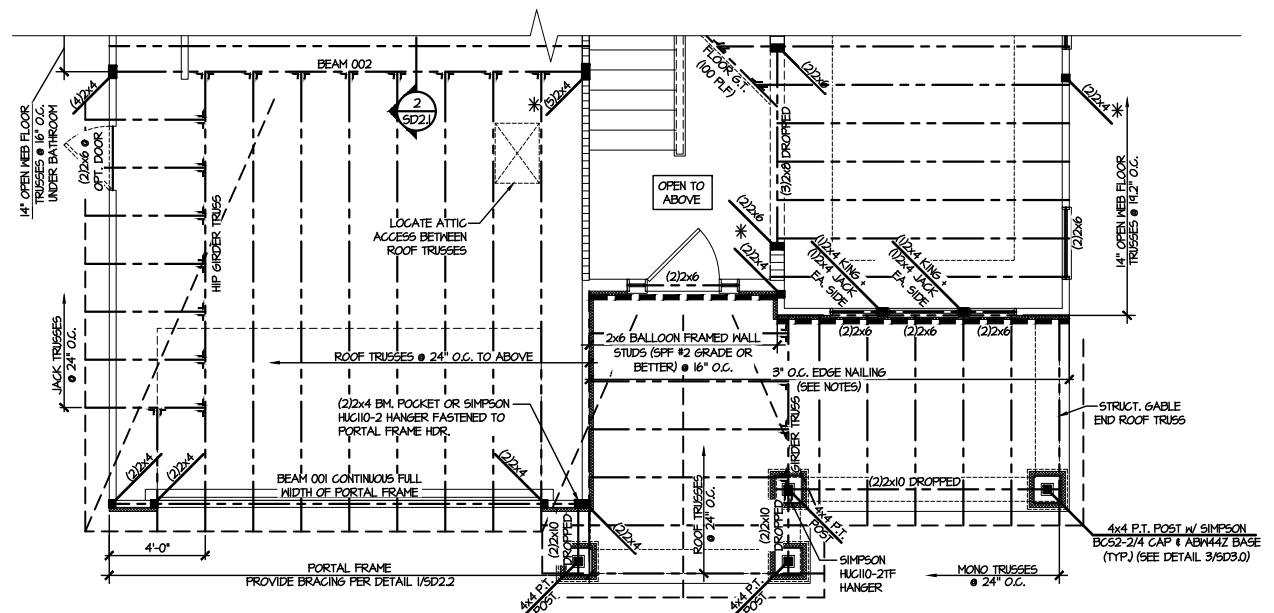 BEAM 002
(4)2x4
14" OPEN WEB FLOOR
TRUSSES @ 16" O.C.
UNDER BATHROOM
(2)2x6 @
OPT. DOOR
2
SD2.1
(5)2x4
FLOOR G.T.
(100 PLF)
(2)2x6
(3)2x8 DROPPED
(2)2x4
14" OPEN WEB FLOOR
TRUSSES @ 19.2" O.C.
(2)2x6
OPEN TO
ABOVE
LOCATE ATTIC
ACCESS BETWEEN
ROOF TRUSSES
HIP GIRDER TRUSS
(2)2x6
(2)2x4
(1)2x4 KING +
(1)2x4 JACK
EA. SIDE
(1)2x4 KING +
(1)2x4 JACK
EA. SIDE
(2)2x6
(2)2x6
(2)2x6
(2)2x6
JACK TRUSSES
@ 24" O.C.
ROOF TRUSSES @ 24" O.C. TO ABOVE
2x6 BALLOON FRAMED WALL
STUDS (SPF #2 GRADE OR
BETTER) @ 16" O.C.
3" O.C. EDGE NAILING
(SEE NOTES)
(2)2x4 BM. POCKET OR SIMPSON
HUC110-2 HANGER FASTENED TO
PORTAL FRAME HDR.
STRUCT. GABLE
END ROOF TRUSS
GIRDER TRUSS
(2)2x4
(2)2x4
(2)2x4
BEAM 001 CONTINUOUS FULL
WIDTH OF PORTAL FRAME
(2)2x10 DROPPED
ROOF TRUSSES
@ 24" O.C.
(2)2x10
DROPPED
(2)2x4
(2)2x10
DROPPED
4x4 P.T.
POST
4x4 P.T. POST W/ SIMPSON
BCS2-2/4 CAP & ABW44Z BASE
(TYP.) (SEE DETAIL 3/SD3.0)
4'-0"
PORTAL FRAME
PROVIDE BRACING PER DETAIL 1/SD2.2
4x4 P.T.
POST
4x4 P.T.
POST
SIMPSON
HUC110-2TF
HANGER
MONO TRUSSES
@ 24" O.C.